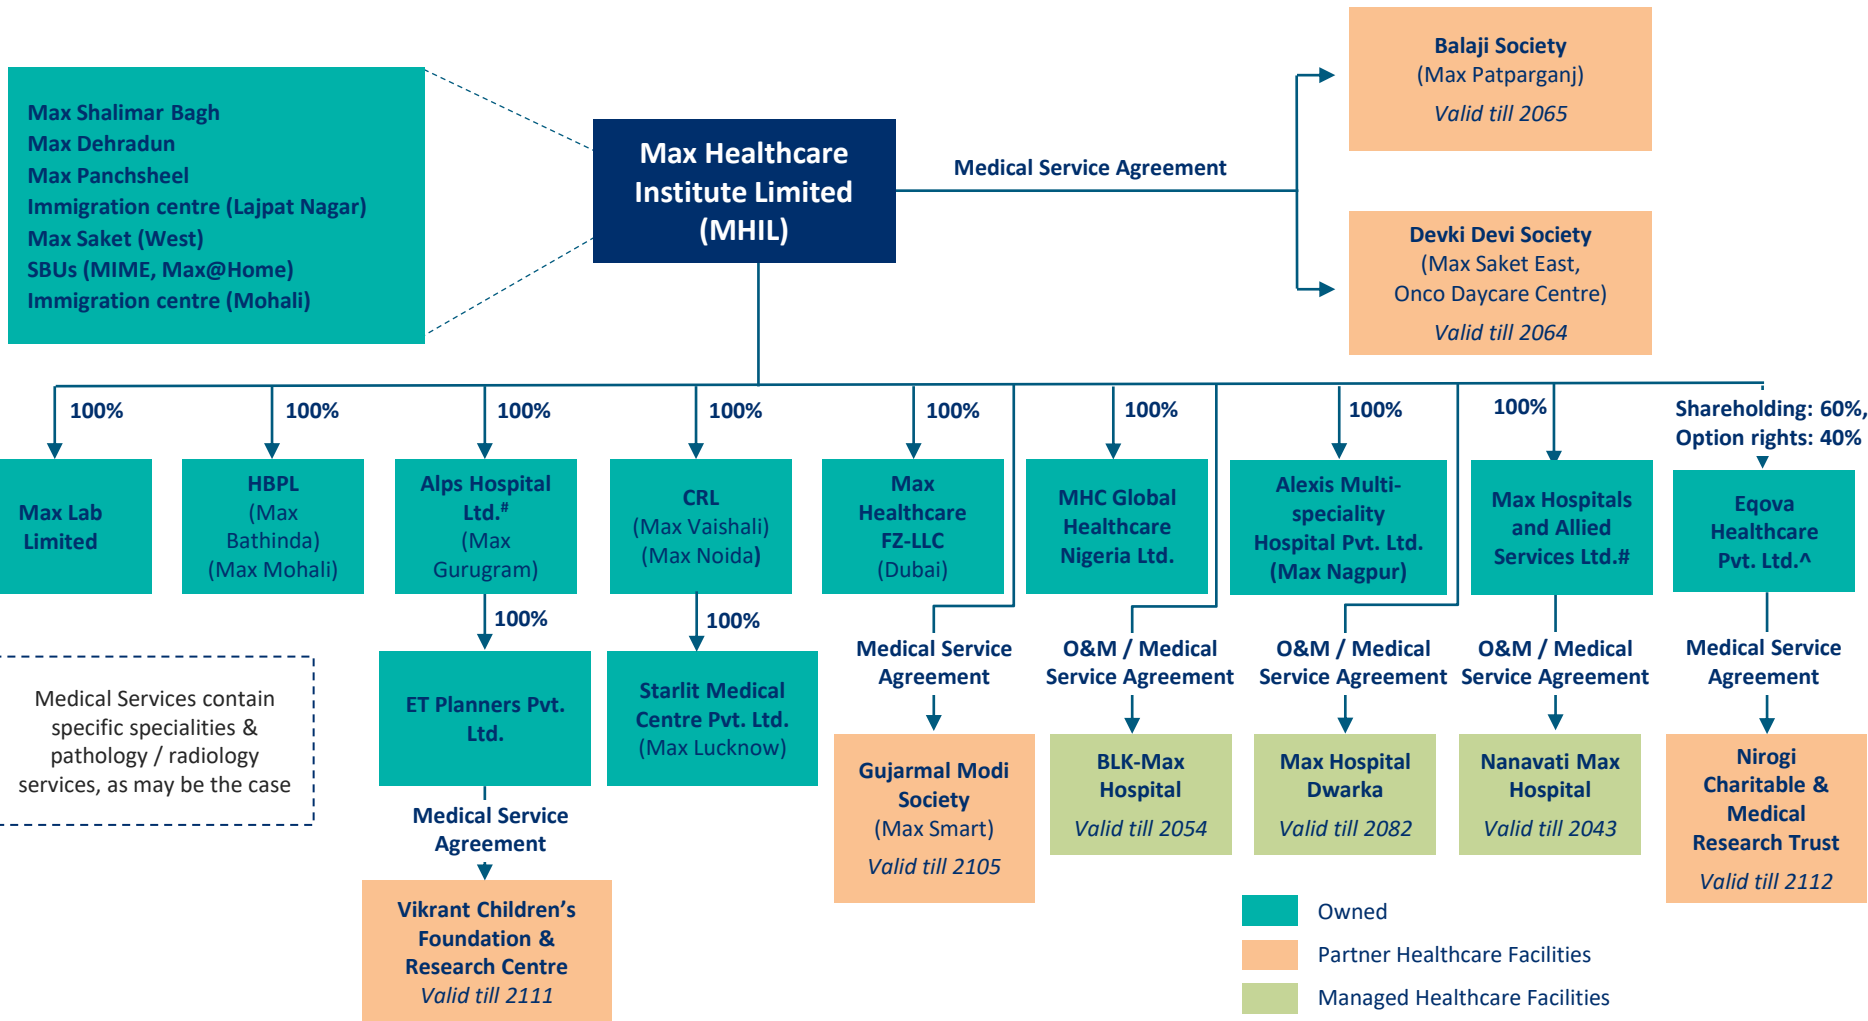 Balaji Society
(Max Patparganj)
Valid till 2065
Max Shalimar Bagh
Max Dehradun
Max Panchsheel
Immigration centre (Lajpat Nagar)
Max Saket (West)
SBUs (MIME, Max@Home)
Immigration centre (Mohali)
Max Healthcare
Institute Limited
(MHIL)
Medical Service Agreement
Devki Devi Society
(Max Saket East,
Onco Daycare Centre)
Valid till 2064
100%
100%
100%
100%
100%
100%
100%
100%
Shareholding: 60%,
Option rights: 40%
Max Lab
Limited
HBPL
(Max
Bathinda)
(Max Mohali)
Alps Hospital
Ltd.#
(Max
Gurugram)
CRL
(Max Vaishali)
(Max Noida)
Max
Healthcare
FZ-LLC
(Dubai)
MHC Global
Healthcare
Nigeria Ltd.
Alexis Multi-
speciality
Hospital Pvt. Ltd.
(Max Nagpur)
Max Hospitals
and Allied
Services Ltd.#
Eqova
Healthcare
Pvt. Ltd.^
100%
100%
Medical Service
Agreement
O&M / Medical
Service Agreement
O&M / Medical
Service Agreement
O&M / Medical
Service Agreement
Medical Service
Agreement
Medical Services contain
specific specialities &
pathology / radiology
services, as may be the case
ET Planners Pvt.
Ltd.
Starlit Medical
Centre Pvt. Ltd.
(Max Lucknow)
Gujarmal Modi
Society
(Max Smart)
Valid till 2105
BLK-Max
Hospital
Valid till 2054
Max Hospital
Dwarka
Valid till 2082
Nanavati Max
Hospital
Valid till 2043
Nirogi
Charitable &
Medical
Research Trust
Valid till 2112
Medical Service
Agreement
Vikrant Children’s
Foundation &
Research Centre
Valid till 2111
Owned
Partner Healthcare Facilities
Managed Healthcare Facilities